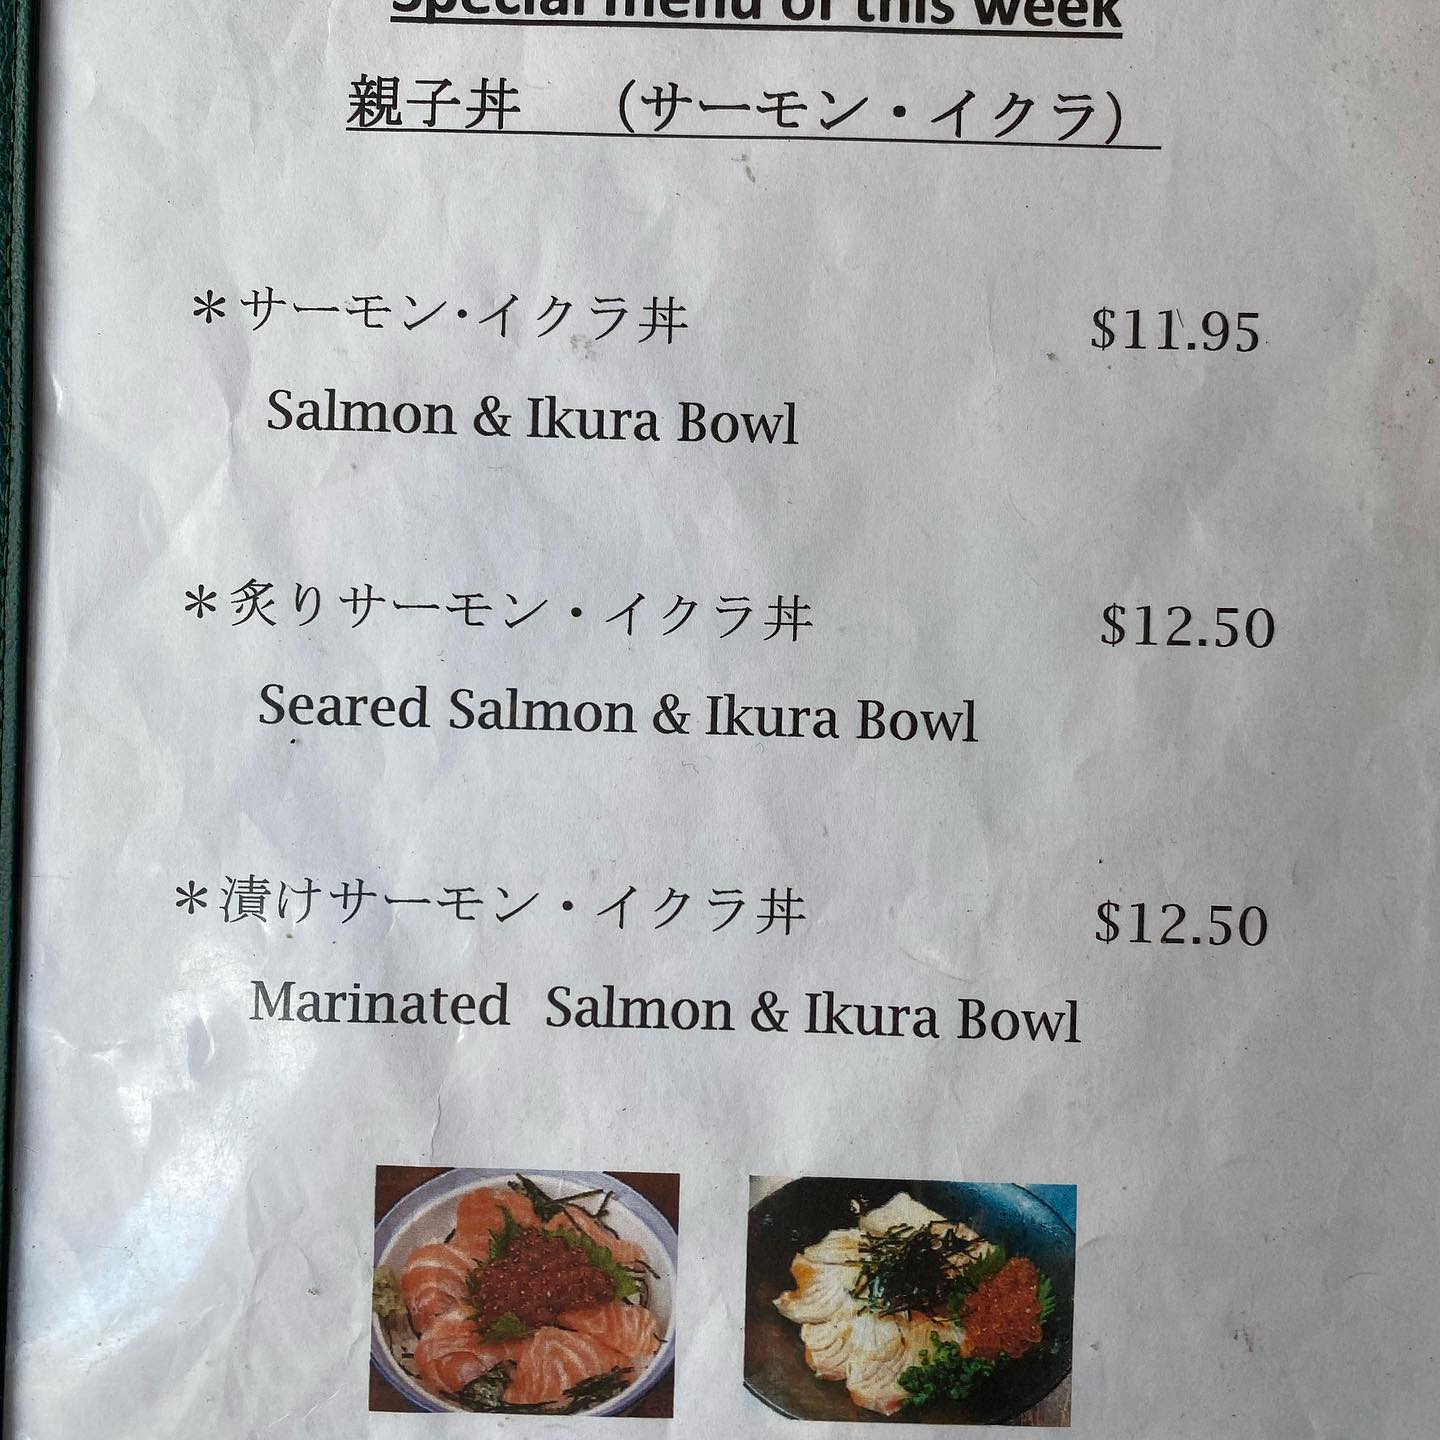 Special menu of this week
親子丼　（サーモン・イクラ）
＊サーモン・イクラ丼 $11.95
Salmon & Ikura Bowl
＊炙りサーモン・イクラ丼 $12.50
Seared Salmon & Ikura Bowl
＊漬けサーモン・イクラ丼 $12.50
Marinated Salmon & Ikura Bowl